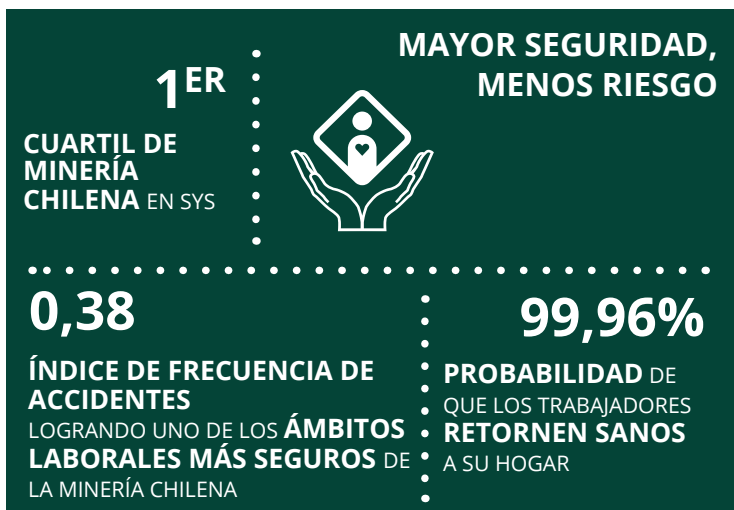 MAYOR SEGURIDAD,
MENOS RIESGO
1ER
CUARTIL DE
MINERÍA
CHILENA EN SYS
0,38
ÍNDICE DE FRECUENCIA DE
ACCIDENTES
LOGRANDO UNO DE LOS ÁMBITOS
LABORALES MÁS SEGUROS DE
LA MINERÍA CHILENA
99,96%
PROBABILIDAD DE
QUE LOS TRABAJADORES
RETORNEN SANOS
A SU HOGAR